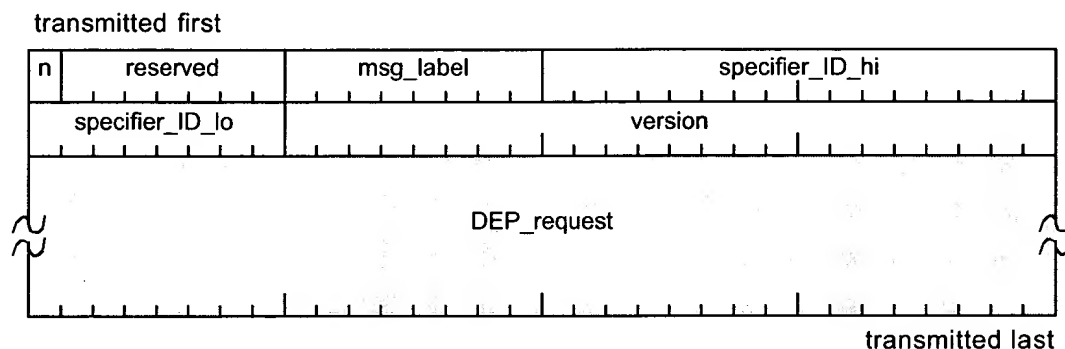 transmitted first
n reserved msg_label specifier_ID_hi
specifier_ID_lo version
DEP_request
transmitted last